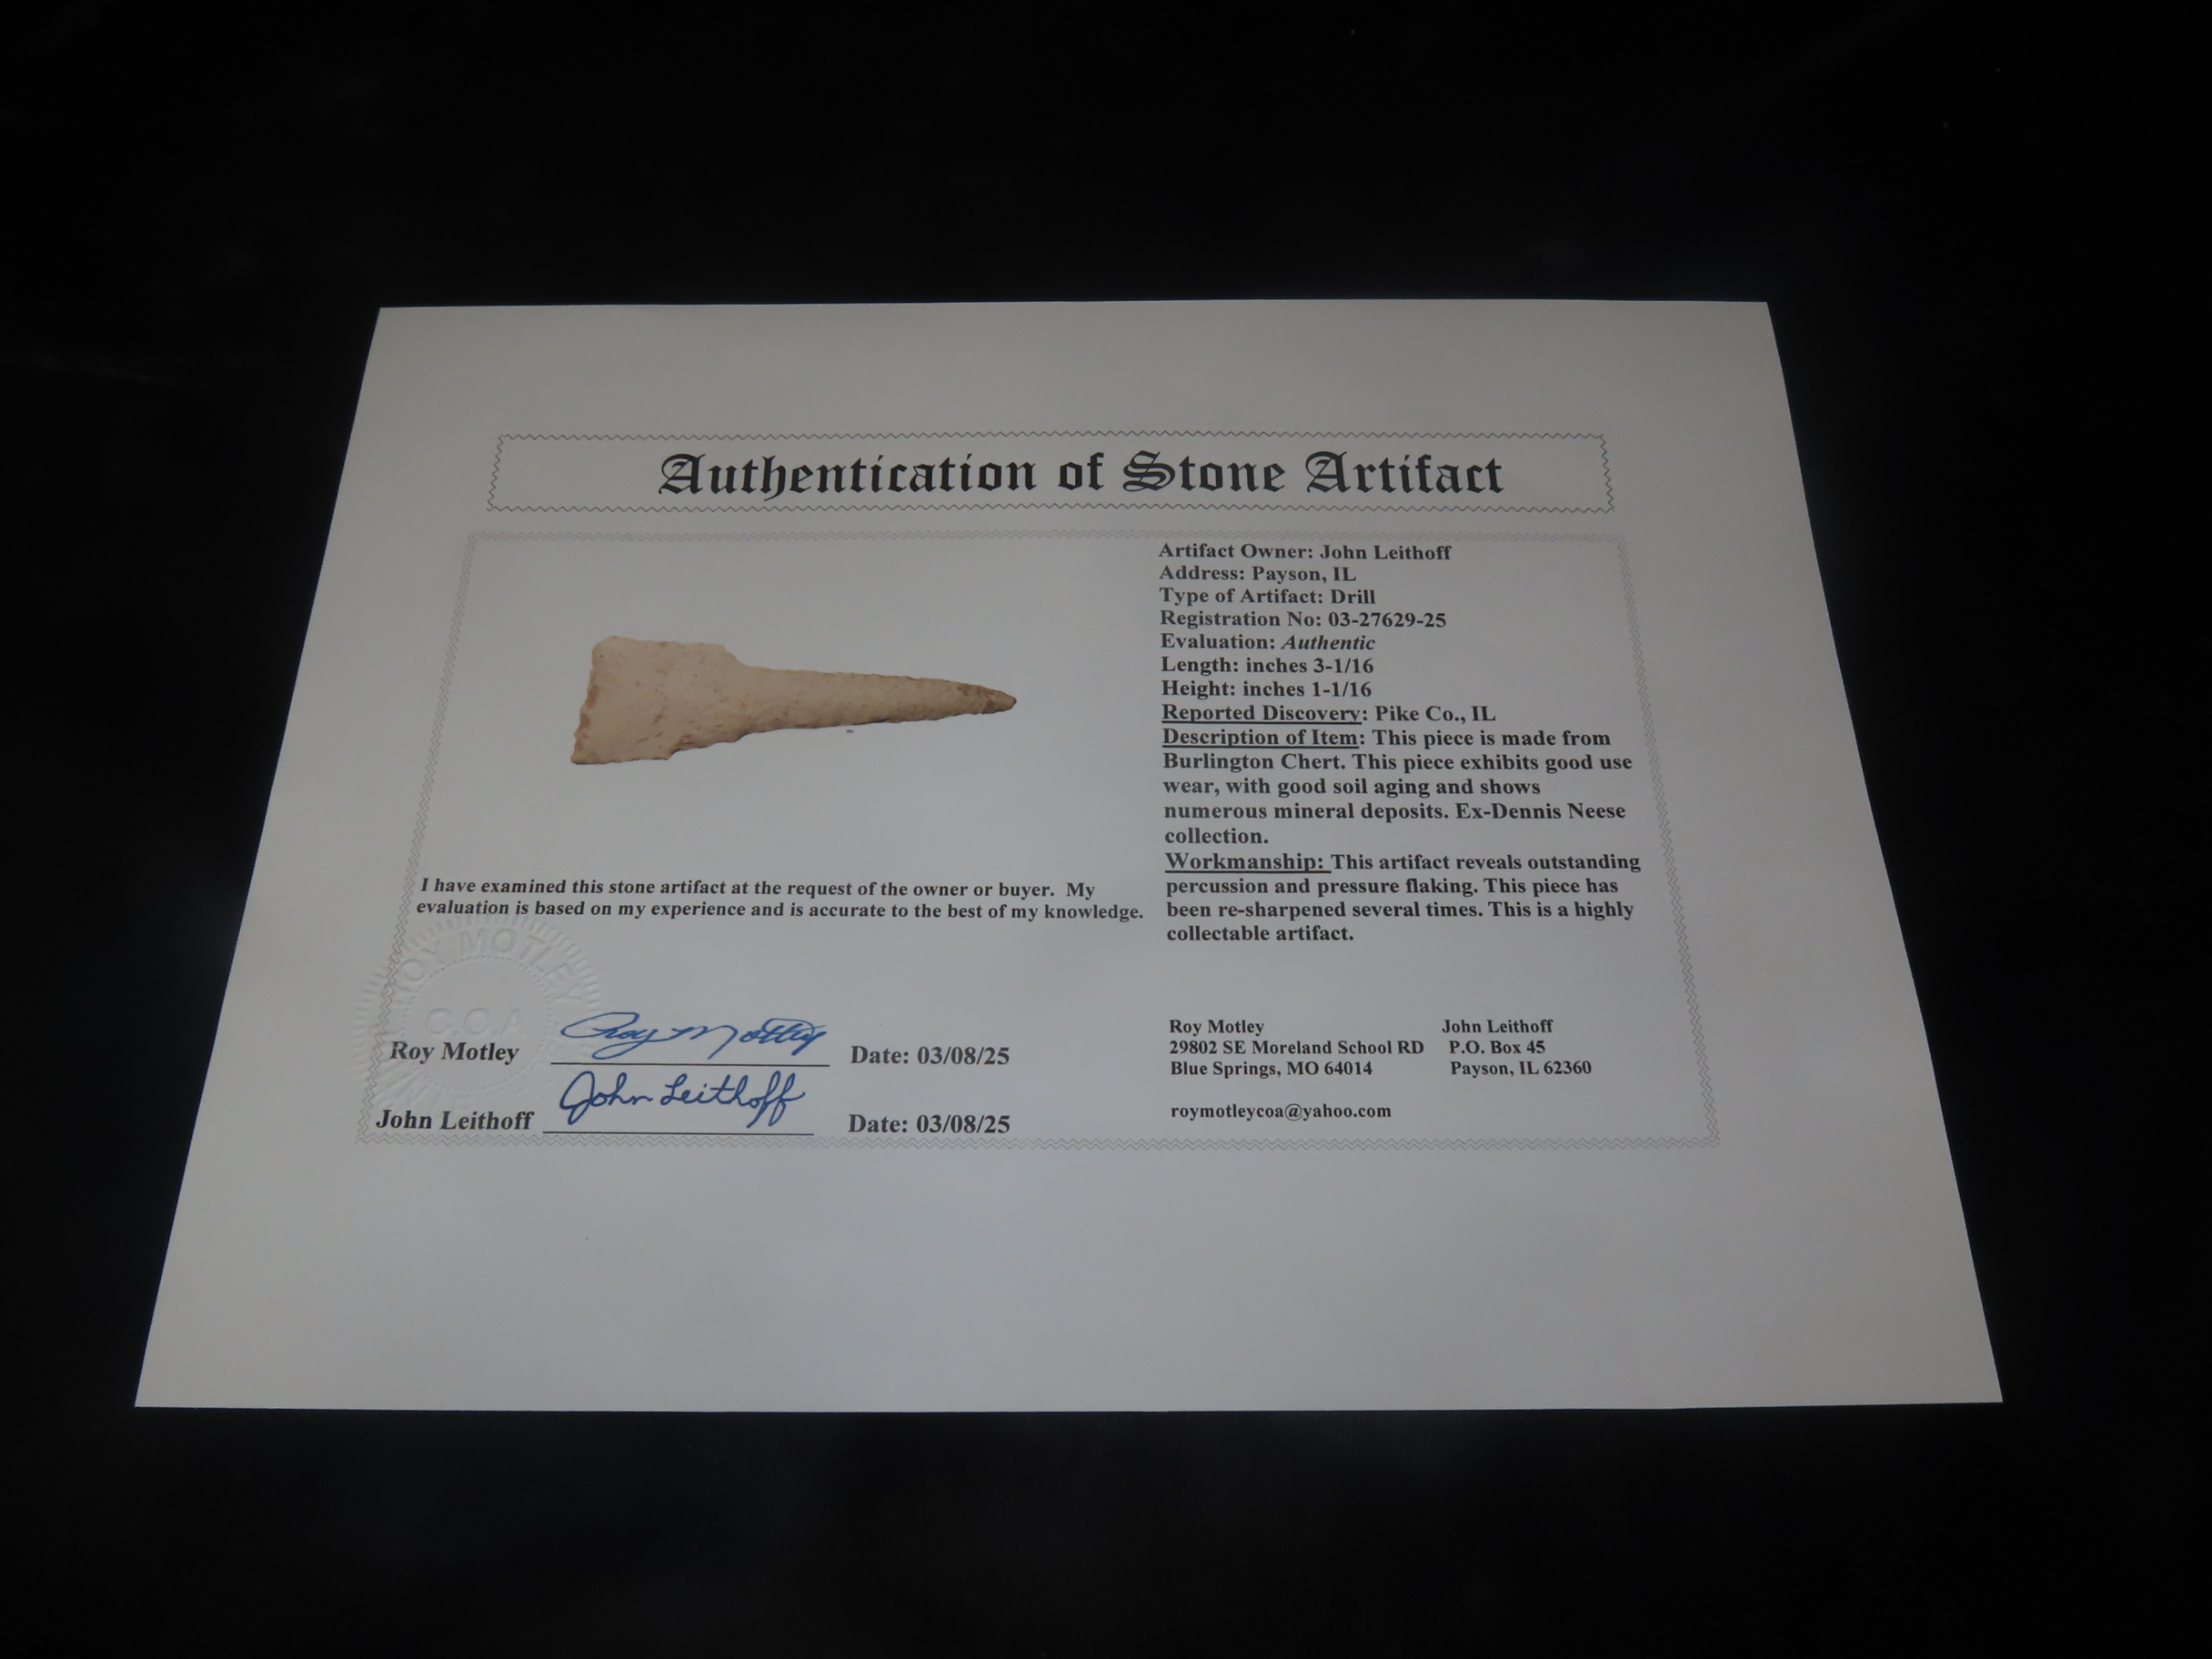 Authentication of Stone Artifact
Artifact Owner: John Leithoff
Address: Payson, IL
Type of Artifact: Drill
Registration No: 03-27629-25
Evaluation: Authentic
Length: inches 3-1/16
Height: inches 1-1/16
Reported Discovery: Pike Co., IL
Description of Item: This piece is made from
Burlington Chert. This piece exhibits good use
wear, with good soil aging and shows
numerous mineral deposits. Ex-Dennis Neese
collection.
Workmanship: This artifact reveals outstanding
percussion and pressure flaking. This piece has
been re-sharpened several times. This is a highly
collectable artifact.
I have examined this stone artifact at the request of the owner or buyer. My
evaluation is based on my experience and is accurate to the best of my knowledge.
ROY MOTLEY
C.O.A
Roy Motley Roy Motley Date: 03/08/25
John Leithoff John Leithoff Date: 03/08/25
Roy Motley
29802 SE Moreland School RD
Blue Springs, MO 64014
roymotleycoa@yahoo.com
John Leithoff
P.O. Box 45
Payson, IL 62360